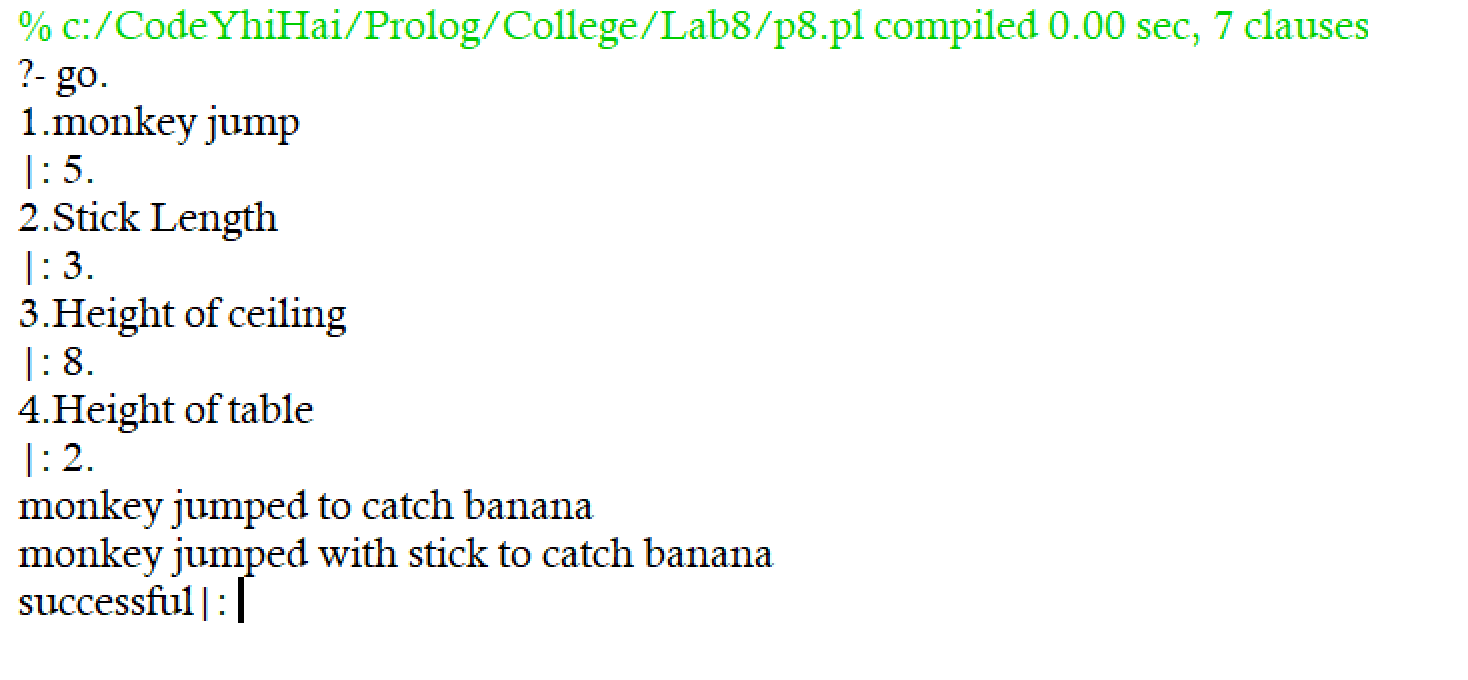 % c:/CodeYhiHai/Prolog/College/Lab8/p8.pl compiled 0.00 sec, 7 clauses
?- go.
1.monkey jump
|: 5.
2.Stick Length
|: 3.
3.Height of ceiling
|: 8.
4.Height of table
|: 2.
monkey jumped to catch banana
monkey jumped with stick to catch banana
successful|: